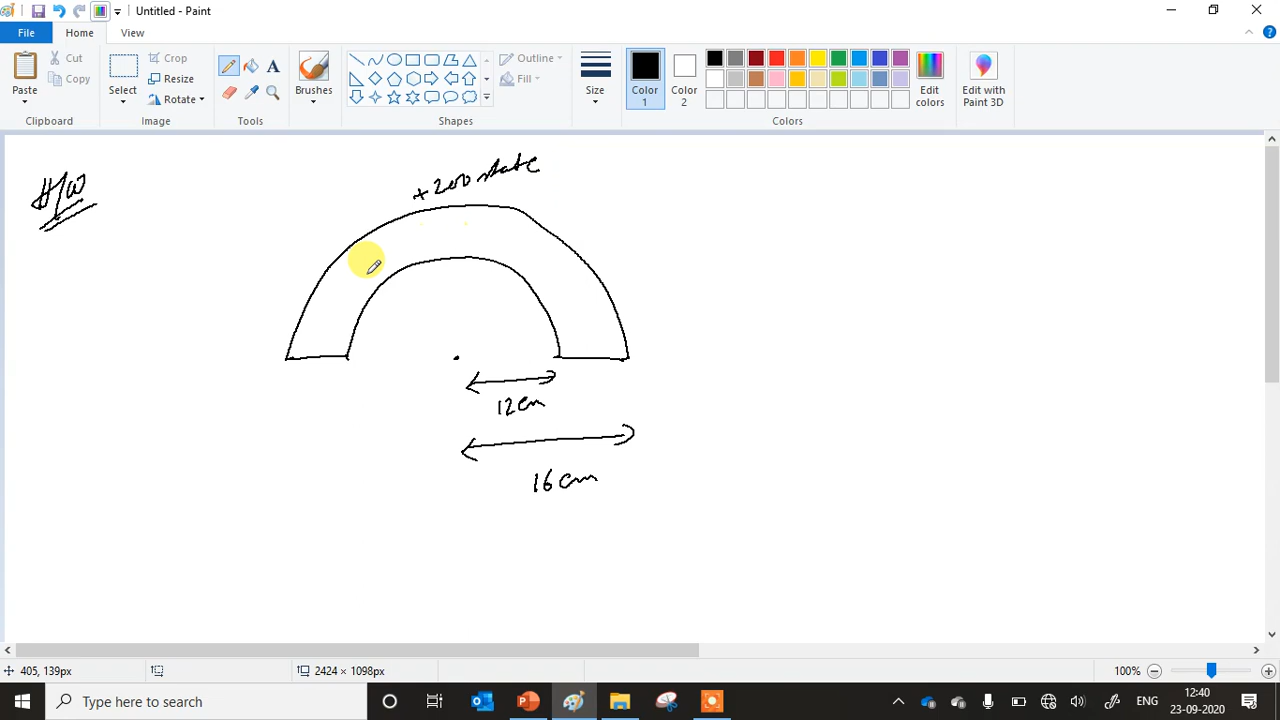 Untitled - Paint
File
Home
View
Paste
Cut
Copy
Clipboard
Select
Crop
Resize
Rotate
Image
A
Tools
Brushes
Outline
Fill
Shapes
Size
Color 1
Color 2
Edit colors
Edit with Paint 3D
Colors
H/W
12cm
16cm
405, 139px
2424 × 1098px
100%
Type here to search
ENG
12:40
23-09-2020